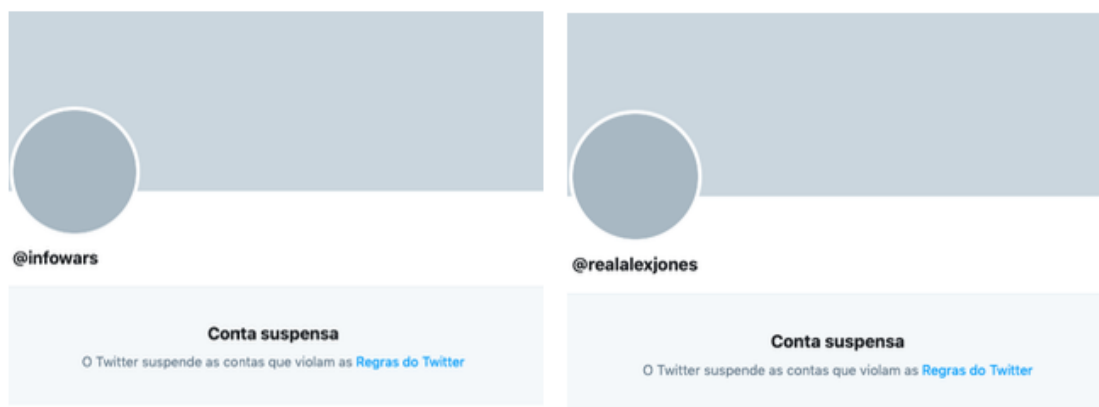 @infowars
Conta suspensa
O Twitter suspende as contas que violam as Regras do Twitter
@realalexjones
Conta suspensa
O Twitter suspende as contas que violam as Regras do Twitter